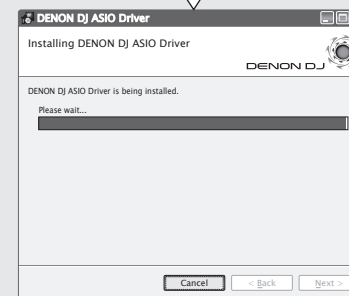 DENON DJ ASIO Driver
Installing DENON DJ ASIO Driver
DENON DJ
DENON DJ ASIO Driver is being installed.
Please wait...
Cancel
< Back
Next >